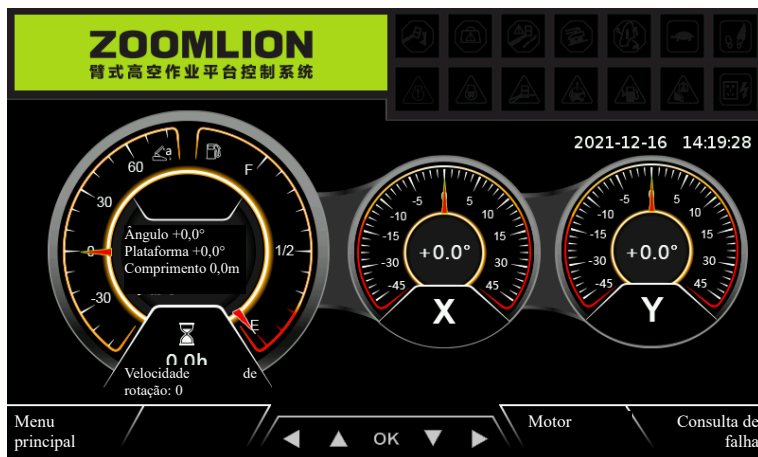 ZOOMLION
臂式高空作业平台控制系统
2021-12-16 14:19:28
a
60
30
0
-30
F
1/2
E
Ângulo +0,0°
Plataforma +0,0°
Comprimento 0,0m
0.0h
Velocidade de
rotação: 0
-5 0 5
-10 10
-15 15
-30 30
-45 45
+0.0°
X
-5 0 5
-10 10
-15 15
-30 30
-45 45
+0.0°
Y
Menu
principal
OK
Motor
Consulta de
falha